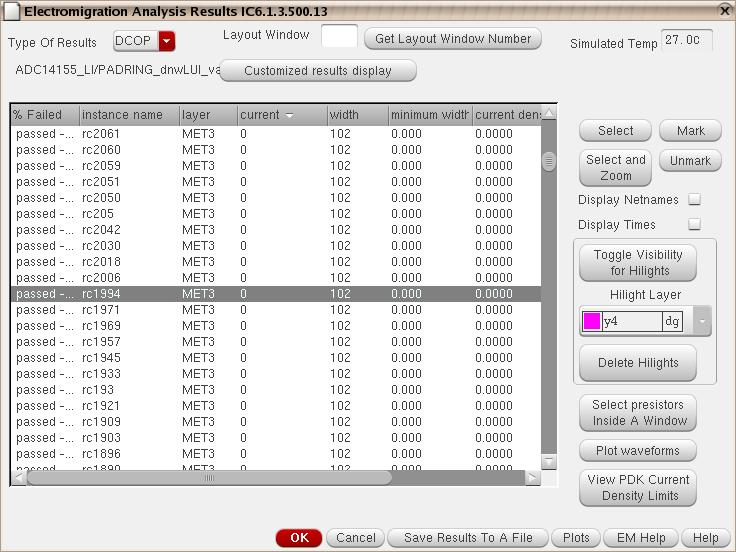 Electromigration Analysis Results IC6.1.3.500.13
Type Of Results DCOP Layout Window Get Layout Window Number Simulated Temp 27.0C
ADC14155_LI/PADRING_dnwLUI_va Customized results display
% Failed instance name layer current width minimum width current den
passed -... rc2061 MET3 0 102 0.000 0.0000
passed -... rc2060 MET3 0 102 0.000 0.0000
passed -... rc2059 MET3 0 102 0.000 0.0000
passed -... rc2051 MET3 0 102 0.000 0.0000
passed -... rc2050 MET3 0 102 0.000 0.0000
passed -... rc205 MET3 0 102 0.000 0.0000
passed -... rc2042 MET3 0 102 0.000 0.0000
passed -... rc2030 MET3 0 102 0.000 0.0000
passed -... rc2018 MET3 0 102 0.000 0.0000
passed -... rc2006 MET3 0 102 0.000 0.0000
passed -... rc1994 MET3 0 102 0.000 0.0000
passed -... rc1971 MET3 0 102 0.000 0.0000
passed -... rc1969 MET3 0 102 0.000 0.0000
passed -... rc1957 MET3 0 102 0.000 0.0000
passed -... rc1945 MET3 0 102 0.000 0.0000
passed -... rc1933 MET3 0 102 0.000 0.0000
passed -... rc193 MET3 0 102 0.000 0.0000
passed -... rc1921 MET3 0 102 0.000 0.0000
passed -... rc1909 MET3 0 102 0.000 0.0000
passed -... rc1903 MET3 0 102 0.000 0.0000
passed -... rc1896 MET3 0 102 0.000 0.0000
passed -... rc1890 MET3 0 102 0.000 0.0000
Select Mark
Select and
Zoom
Unmark
Display Netnames
Display Times
Toggle Visibility
for Hilights
Hilight Layer
y4 dg
Delete Hilights
Select presistors
Inside A Window
Plot waveforms
View PDK Current
Density Limits
OK Cancel Save Results To A File Plots EM Help Help